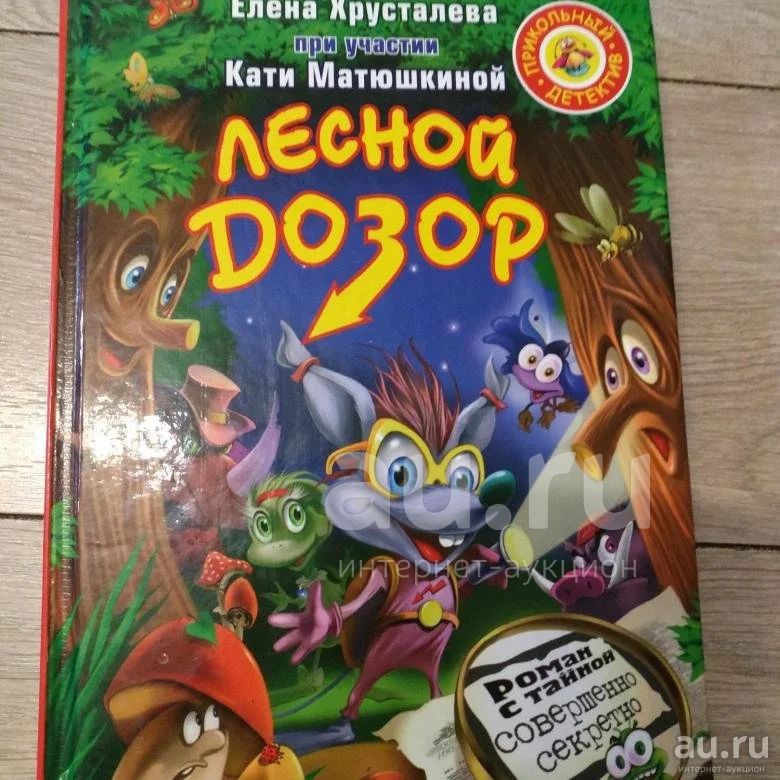 Елена Хрусталева
при участии
Кати Матюшкиной
ПРИКОЛЬНЫЙ
ДЕТЕКТИВ
ЛЕСНОЙ
ДОЗОР
au.ru
интернет-аукцион
Роман
с тайной
совершенно
секретно
au.ru
интернет-аукцион